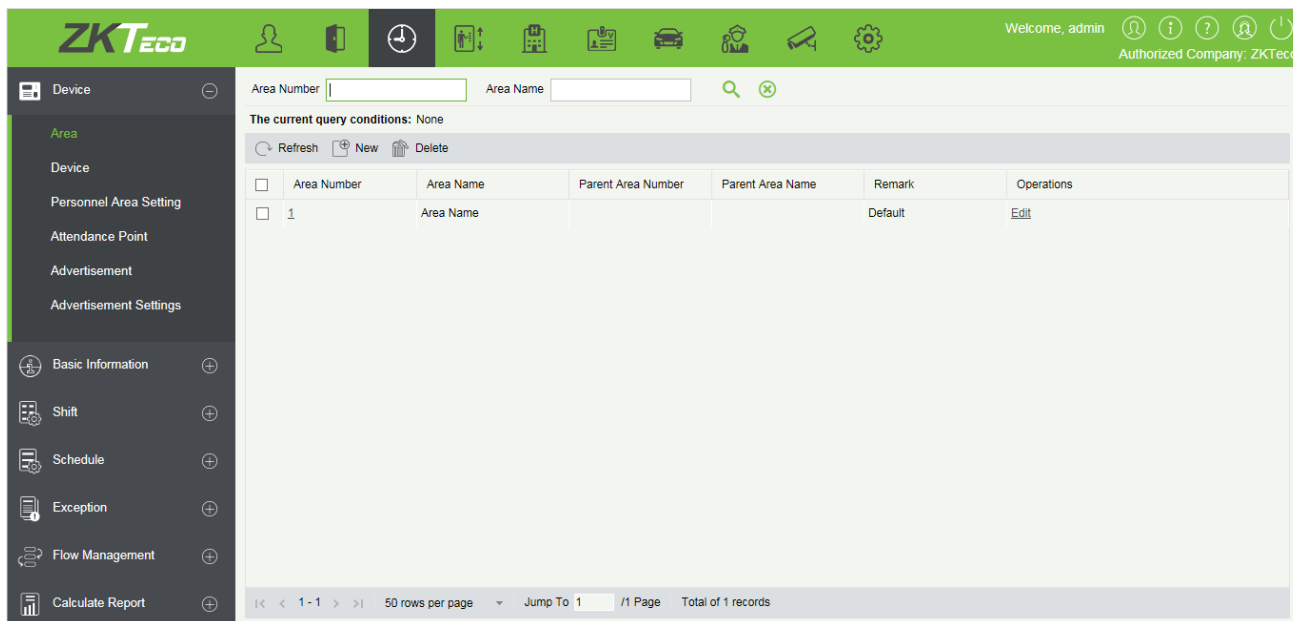 ZKTECO
Welcome, admin
Authorized Company: ZKTeco
Device
Area
Device
Personnel Area Setting
Attendance Point
Advertisement
Advertisement Settings
Basic Information
Shift
Schedule
Exception
Flow Management
Calculate Report
Area Number Area Name
The current query conditions: None
Refresh New Delete
Area Number Area Name Parent Area Number Parent Area Name Remark Operations
1 Area Name Default Edit
1 - 1 50 rows per page Jump To 1 /1 Page Total of 1 records